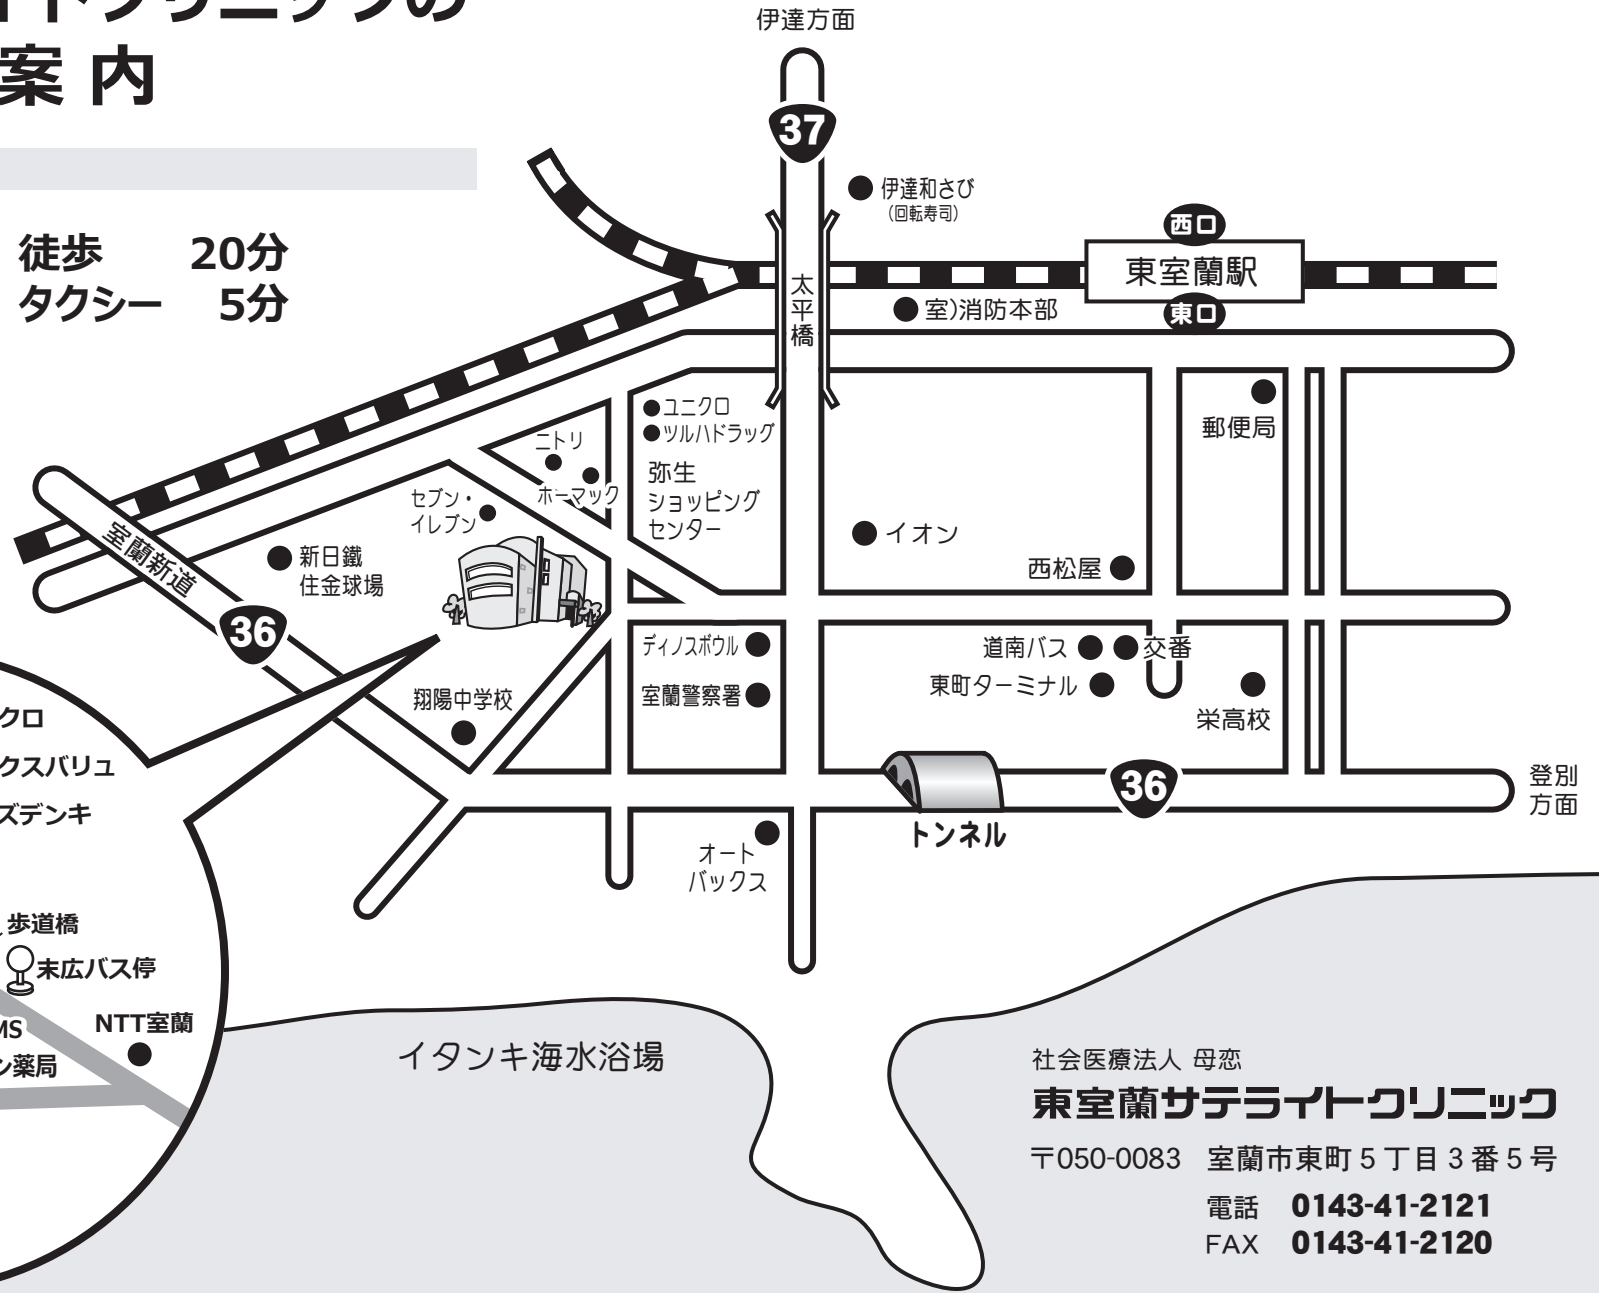 イトクリニックの
案 内
徒歩 20分
タクシー 5分
伊達方面
37
伊達和さび
（回転寿司）
西口
東室蘭駅
東口
太平橋
室)消防本部
郵便局
ユニクロ
ツルハドラッグ
弥生
ショッピング
センター
ニトリ
ホーマック
セブン・
イレブン
新日鐵
住金球場
室蘭新道
36
イオン
西松屋
ディノスボウル
室蘭警察署
道南バス
交番
東町ターミナル
栄高校
翔陽中学校
36
登別
方面
トンネル
オート
バックス
クロ
クスバリュ
ズデンキ
歩道橋
末広バス停
MS
NTT室蘭
ン薬局
イタンキ海水浴場
社会医療法人 母恋
東室蘭サテライトクリニック
〒050-0083 室蘭市東町５丁目３番５号
電話 0143-41-2121
FAX 0143-41-2120